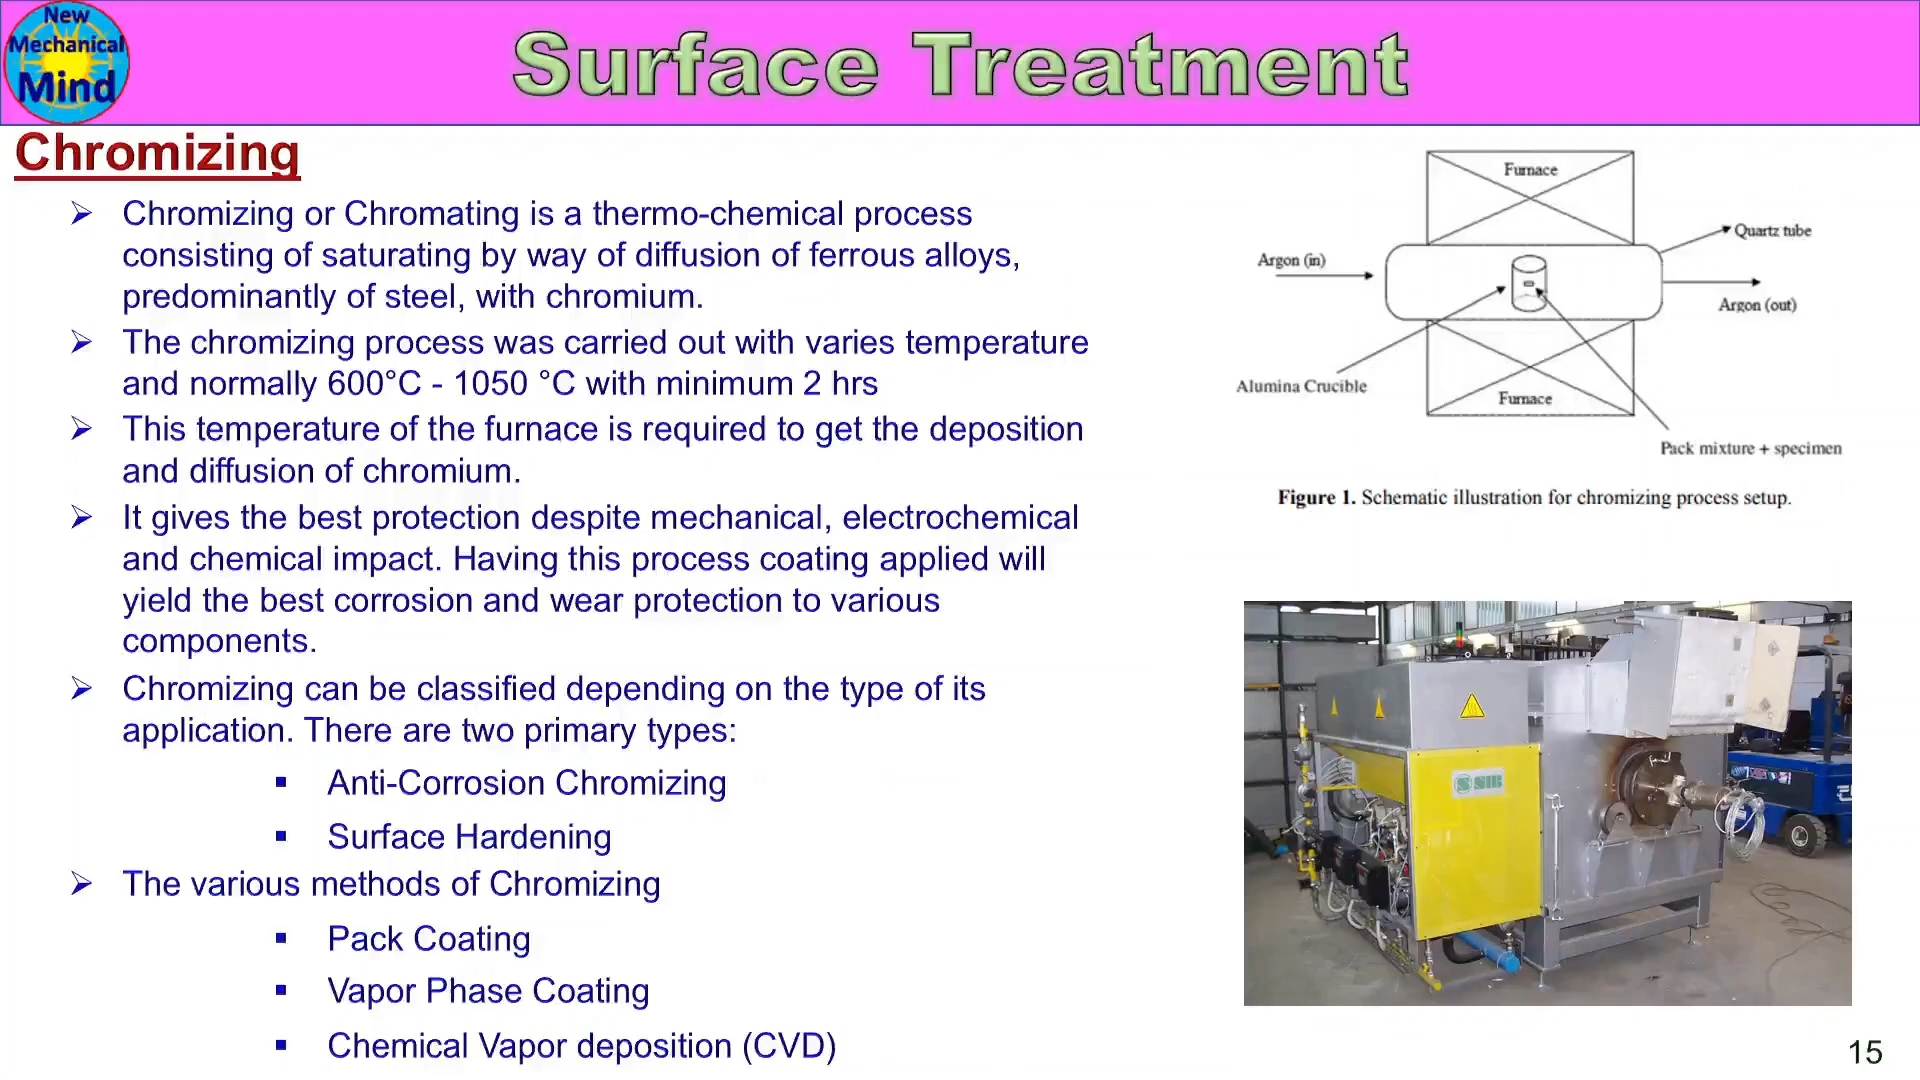 New
Mechanical
Mind
Surface Treatment
Chromizing
Chromizing or Chromating is a thermo-chemical process
consisting of saturating by way of diffusion of ferrous alloys,
predominantly of steel, with chromium.
The chromizing process was carried out with varies temperature
and normally 600°C - 1050 °C with minimum 2 hrs
This temperature of the furnace is required to get the deposition
and diffusion of chromium.
It gives the best protection despite mechanical, electrochemical
and chemical impact. Having this process coating applied will
yield the best corrosion and wear protection to various
components.
Chromizing can be classified depending on the type of its
application. There are two primary types:
Anti-Corrosion Chromizing
Surface Hardening
The various methods of Chromizing
Pack Coating
Vapor Phase Coating
Chemical Vapor deposition (CVD)
Furnace
Quartz tube
Argon (in)
Argon (out)
Alumina Crucible
Furnace
Pack mixture + specimen
Figure 1. Schematic illustration for chromizing process setup.
SIB
15